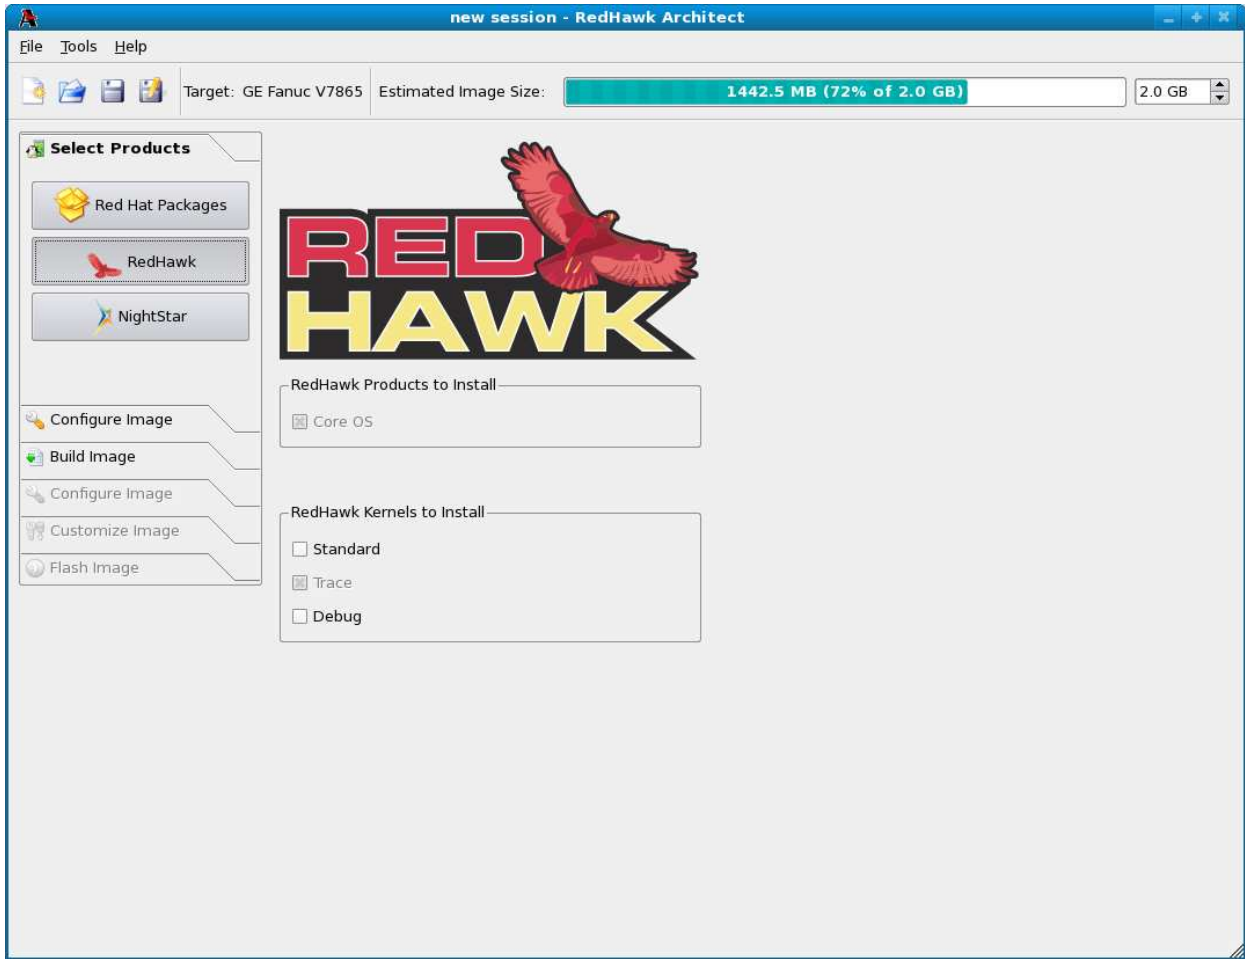 new session - RedHawk Architect
File Tools Help
Target: GE Fanuc V7865 Estimated Image Size: 1442.5 MB (72% of 2.0 GB) 2.0 GB
Select Products
Red Hat Packages
RedHawk
NightStar
Configure Image
Build Image
Configure Image
Customize Image
Flash Image
RED
HAWK
RedHawk Products to Install
Core OS
RedHawk Kernels to Install
Standard
Trace
Debug